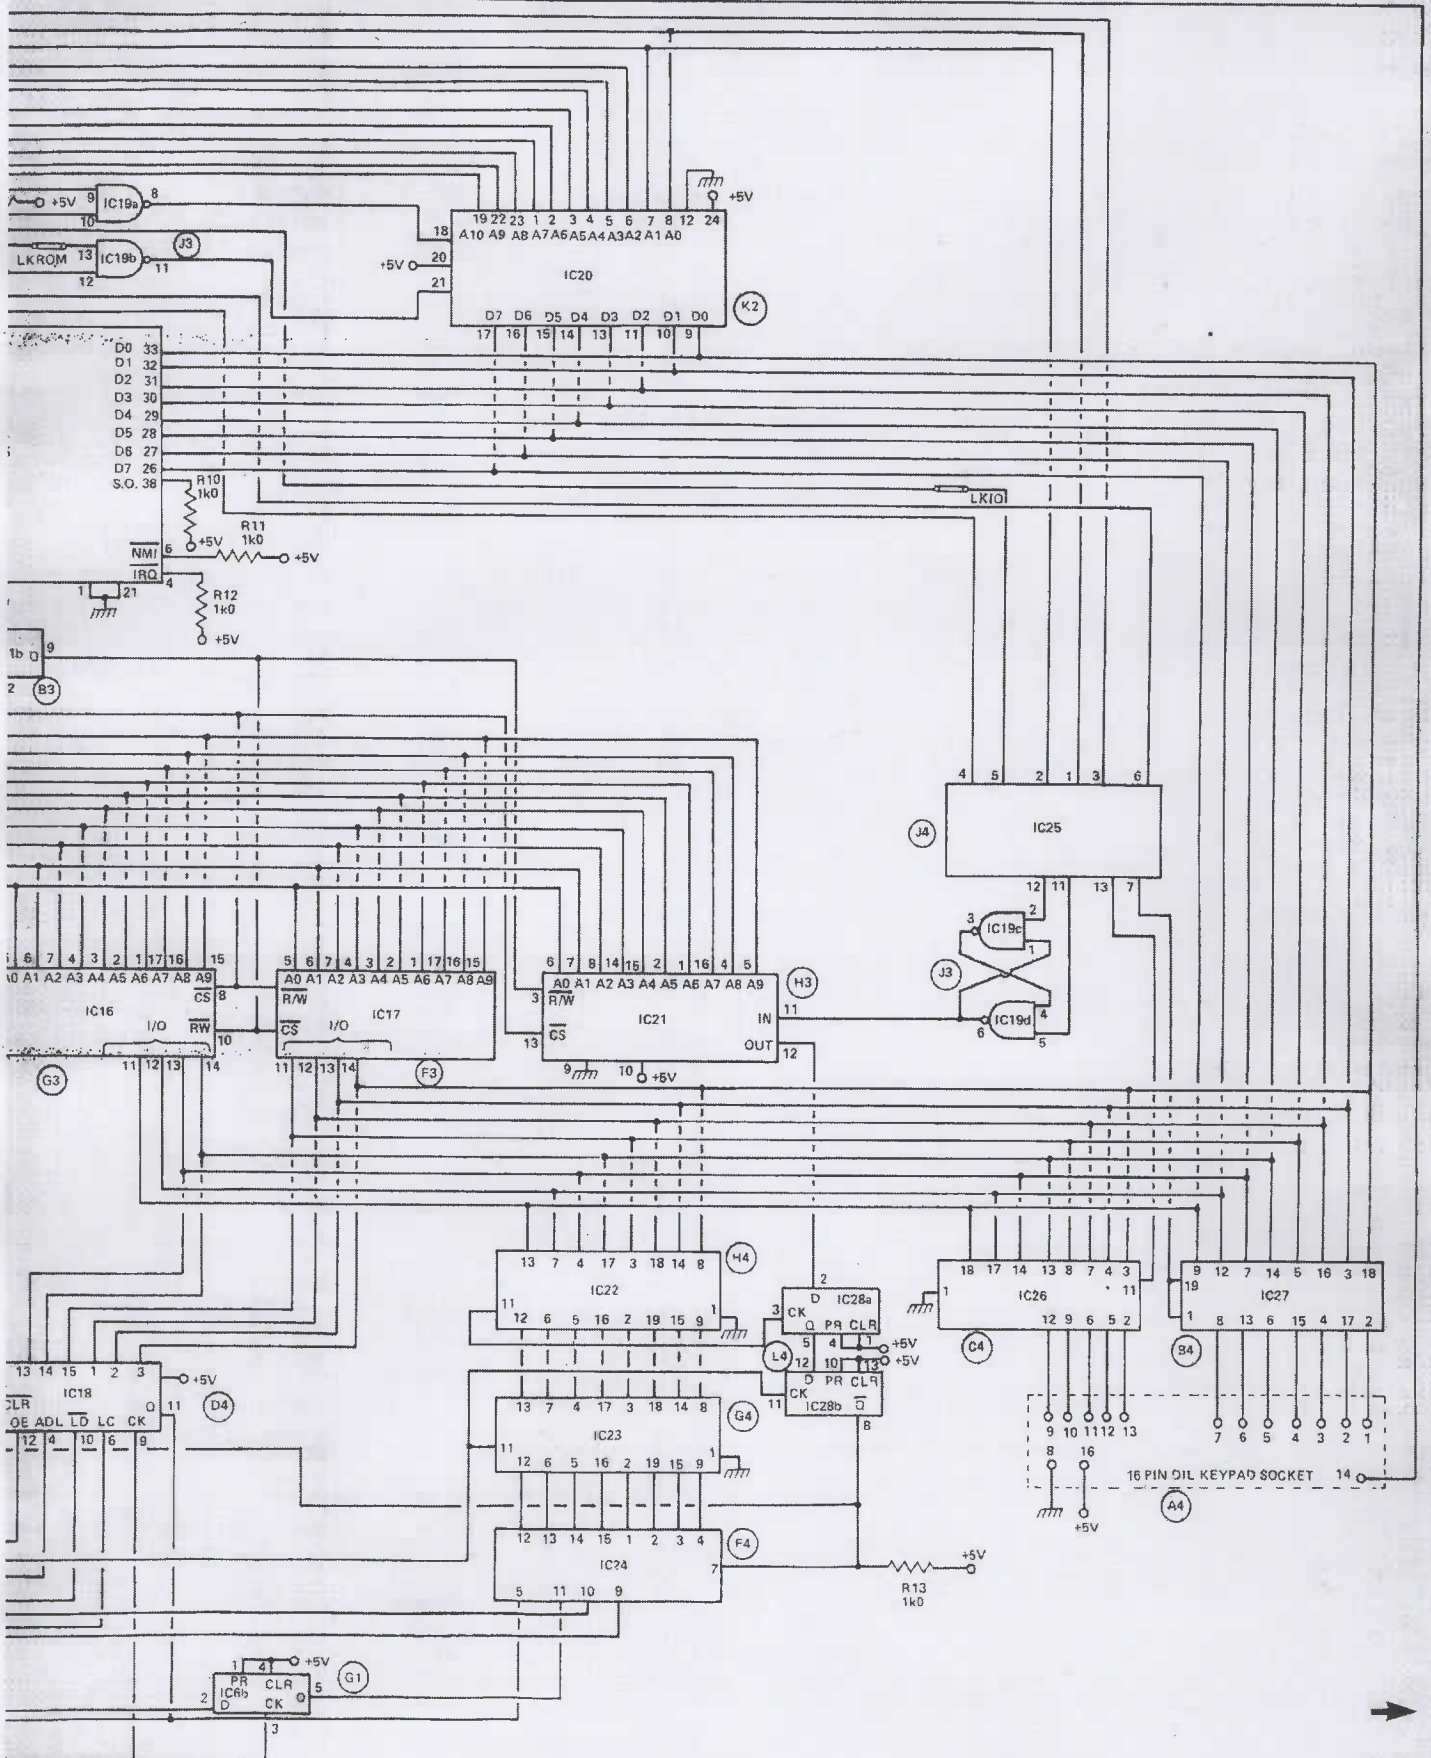 +5V 9 IC19a 8
10
LKROM 13 IC19b J3
12 11
+5V
19 22 23 1 2 3 4 5 6 7 8 12 24
18 A10 A9 A8 A7 A6 A5 A4 A3 A2 A1 A0
+5V 20 IC20
21
K2
D7 D6 D5 D4 D3 D2 D1 D0
17 16 15 14 13 11 10 9
D0 33
D1 32
D2 31
D3 30
D4 29
D5 28
D6 27
D7 26
S.O. 38
R10
1k0
+5V
LKIO
R11
1k0
NMI 6 +5V
IRQ 4
1 21
R12
1k0
+5V
1b Q 9
2 B3
4 5 2 1 3 6
J4 IC25
12 11 13 7
3 IC19c 2
1
J3
6 IC19d 4
5
6 7 4 3 2 1 17 16 15
A0 A1 A2 A3 A4 A5 A6 A7 A8 A9
CS 8
IC16
I/O RW 10
11 12 13 14
G3
5 6 7 4 3 2 1 17 16 15
A0 A1 A2 A3 A4 A5 A6 A7 A8 A9
R/W
IC17
CS I/O
11 12 13 14
F3
6 7 8 14 15 2 1 16 4 5
A0 A1 A2 A3 A4 A5 A6 A7 A8 A9
H3
3 R/W
IC21 IN 11
13 CS OUT 12
9 10 +5V
13 7 4 17 3 18 14 8
H4
11 IC22 1
12 6 5 16 2 19 15 9
2
3 D IC28a
CK Q PR CLR
5 4 1 +5V
L4 12 10 13 +5V
D PR CLR
CK
11 IC28b Q
8
18 17 14 13 8 7 4 3
1 IC26 11
12 9 6 5 2
C4
9 12 7 14 5 16 3 18
19 IC27
1
8 13 6 15 4 17 2
B4
13 14 15 1 2 3
IC18 +5V
CLR Q 11 D4
OE ADL LD LC CK
12 4 10 6 9
13 7 4 17 3 18 14 8
G4
11 IC23 1
12 6 5 16 2 19 15 9
9 10 11 12 13 7 6 5 4 3 2 1
8 16
16 PIN DIL KEYPAD SOCKET 14
A4
+5V
12 13 14 15 1 2 3 4
F4
IC24 7
5 11 10 9
R13
1k0
+5V
1 4 +5V
PR CLR G1
2 IC6b Q 5
D CK
3